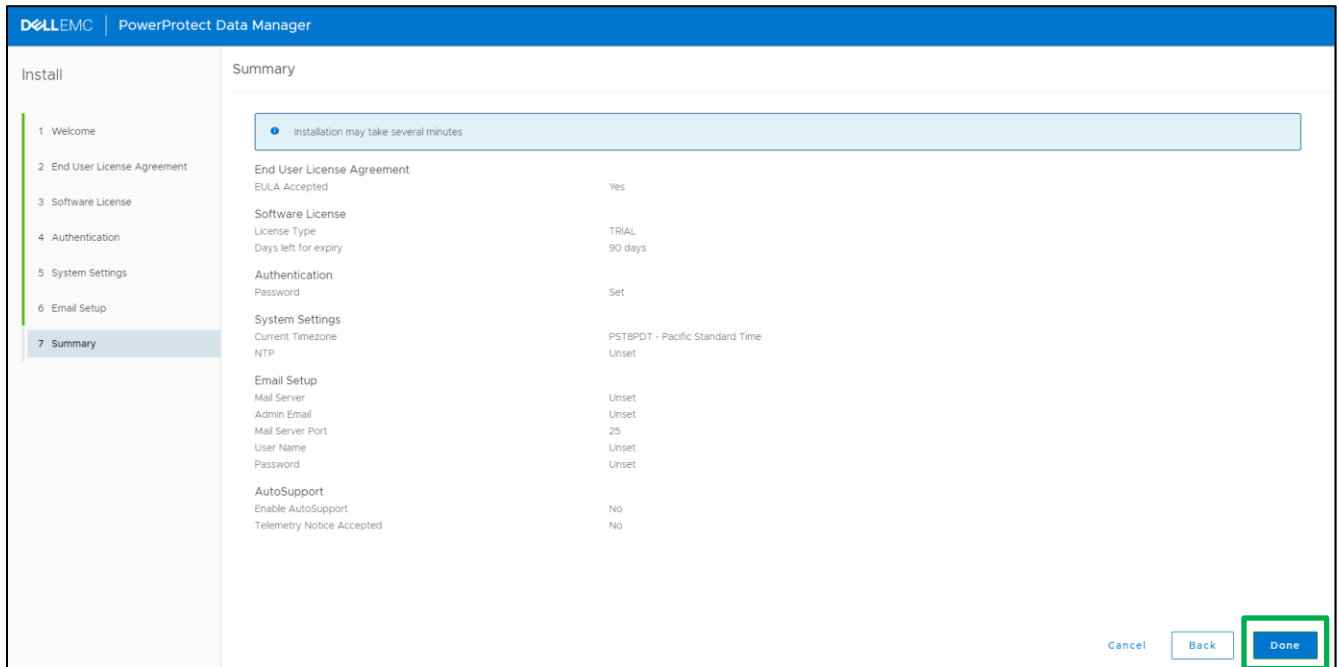 DELLEMC | PowerProtect Data Manager
Install
1 Welcome
2 End User License Agreement
3 Software License
4 Authentication
5 System Settings
6 Email Setup
7 Summary
Summary
Installation may take several minutes
End User License Agreement
EULA Accepted Yes
Software License
License Type TRIAL
Days left for expiry 90 days
Authentication
Password Set
System Settings
Current Timezone PST8PDT - Pacific Standard Time
NTP Unset
Email Setup
Mail Server Unset
Admin Email Unset
Mail Server Port 25
User Name Unset
Password Unset
AutoSupport
Enable AutoSupport No
Telemetry Notice Accepted No
Cancel Back Done